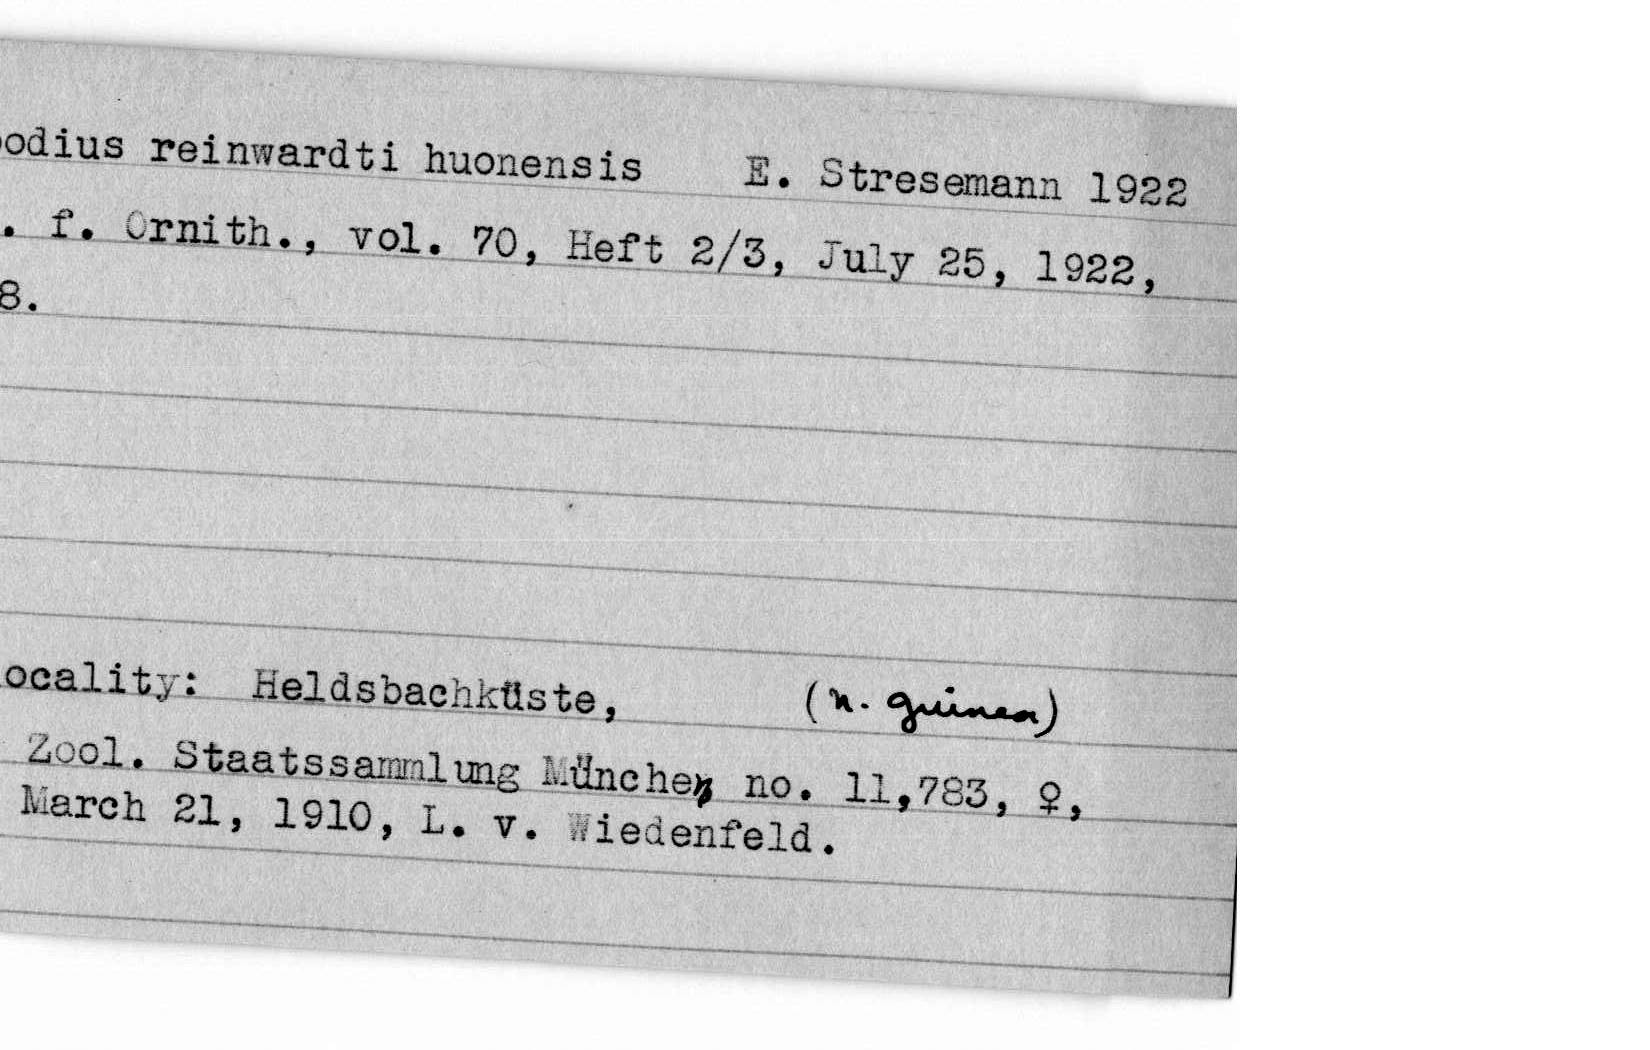 odius reinwardti huonensis E. Stresemann 1922
. f. Ornith., vol. 70, Heft 2/3, July 25, 1922,
8.
ocality: Heldsbachküste, (n. guinea)
Zool. Staatssammlung München no. 11,783, ♀,
March 21, 1910, L. v. Wiedenfeld.